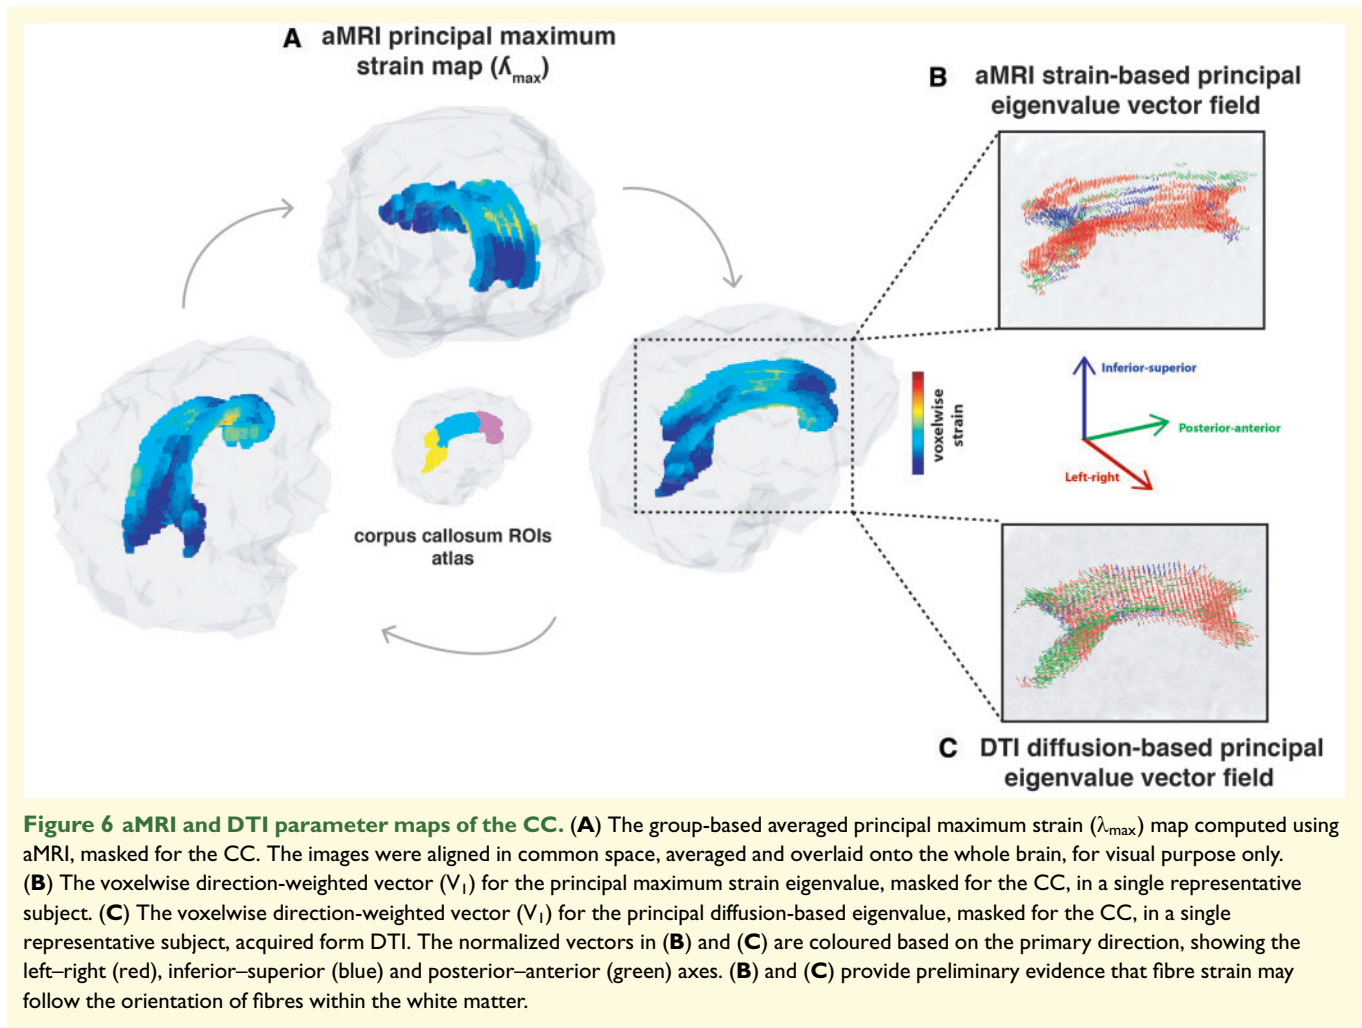 A aMRI principal maximum
strain map (λmax)
B aMRI strain-based principal
eigenvalue vector field
Inferior-superior
Posterior-anterior
Left-right
voxelwise
strain
corpus callosum ROIs
atlas
C DTI diffusion-based principal
eigenvalue vector field
Figure 6 aMRI and DTI parameter maps of the CC. (A) The group-based averaged principal maximum strain (λmax) map computed using
aMRI, masked for the CC. The images were aligned in common space, averaged and overlaid onto the whole brain, for visual purpose only.
(B) The voxelwise direction-weighted vector (V1) for the principal maximum strain eigenvalue, masked for the CC, in a single representative
subject. (C) The voxelwise direction-weighted vector (V1) for the principal diffusion-based eigenvalue, masked for the CC, in a single
representative subject, acquired form DTI. The normalized vectors in (B) and (C) are coloured based on the primary direction, showing the
left–right (red), inferior–superior (blue) and posterior–anterior (green) axes. (B) and (C) provide preliminary evidence that fibre strain may
follow the orientation of fibres within the white matter.